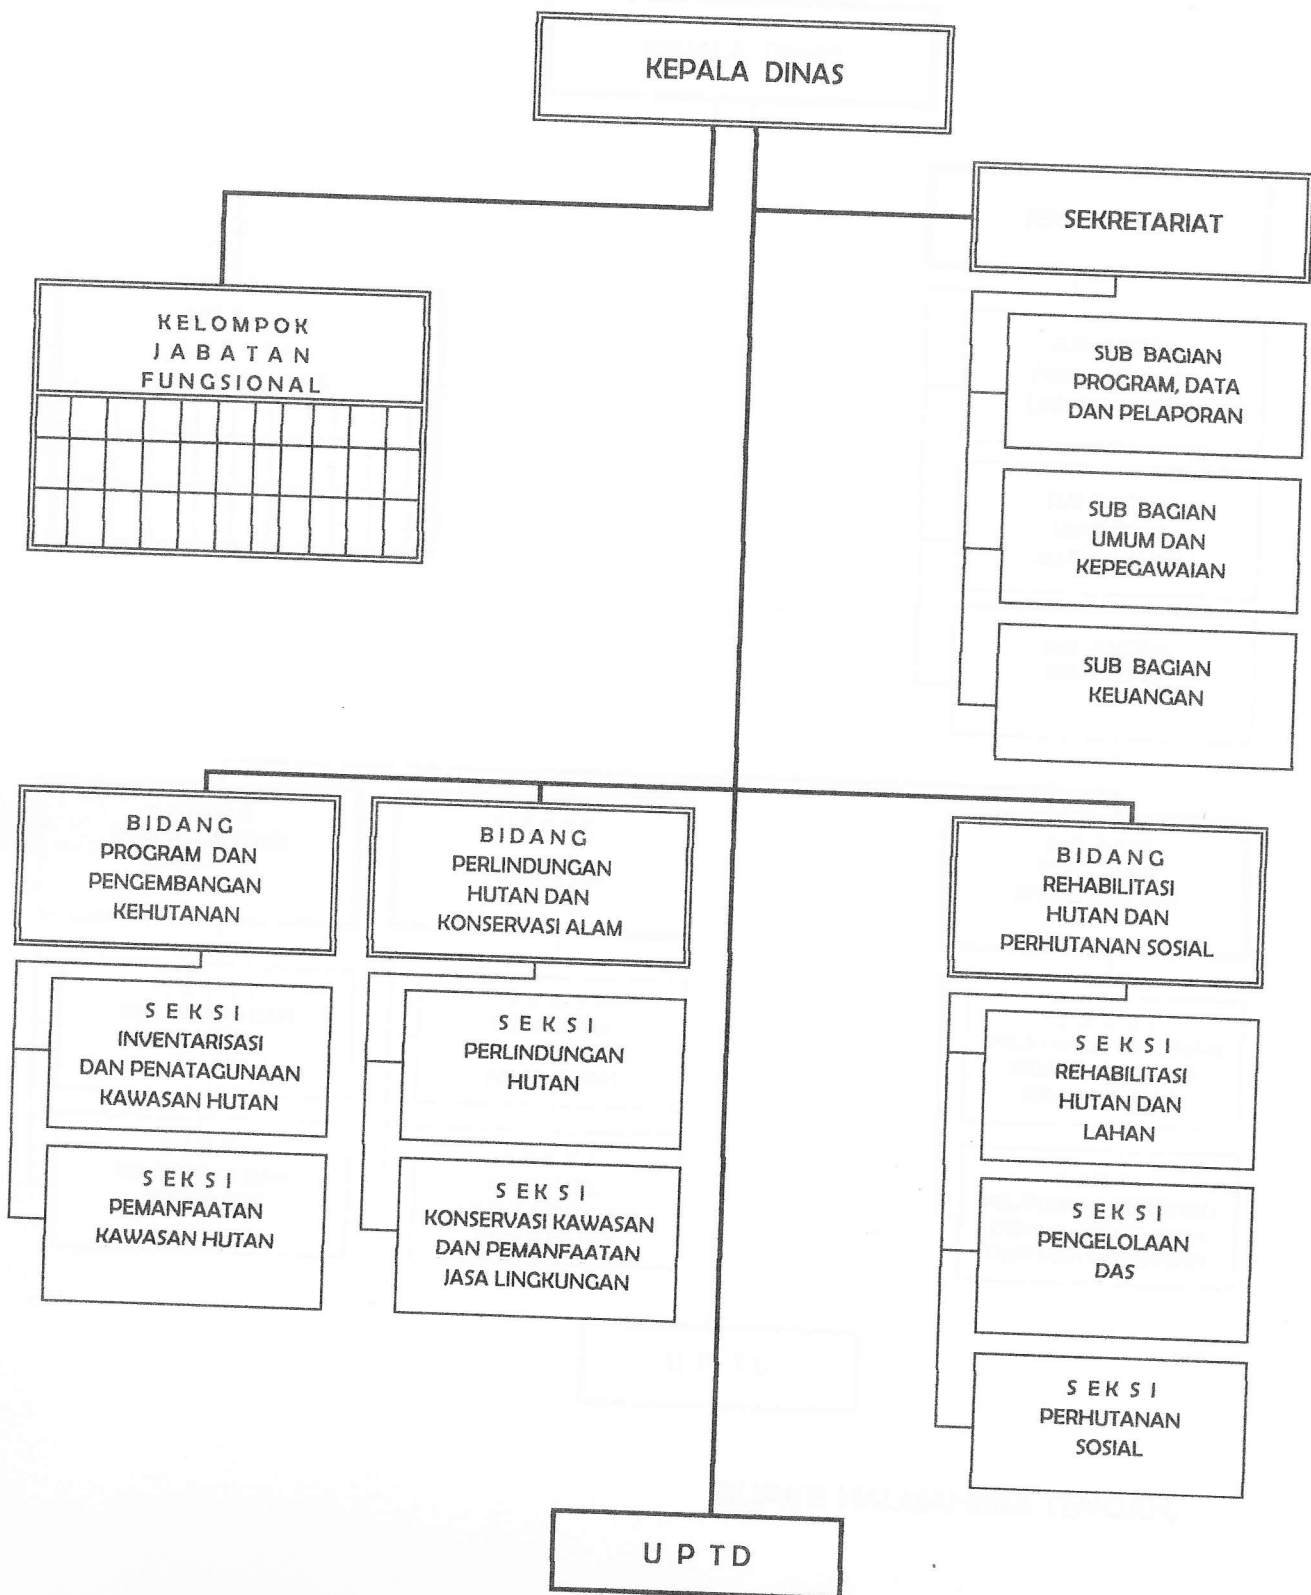 KEPALA DINAS
SEKRETARIAT
KELOMPOK
JABATAN
FUNGSIONAL
SUB BAGIAN
PROGRAM, DATA
DAN PELAPORAN
SUB BAGIAN
UMUM DAN
KEPEGAWAIAN
SUB BAGIAN
KEUANGAN
BIDANG
PROGRAM DAN
PENGEMBANGAN
KEHUTANAN
BIDANG
PERLINDUNGAN
HUTAN DAN
KONSERVASI ALAM
BIDANG
REHABILITASI
HUTAN DAN
PERHUTANAN SOSIAL
SEKSI
INVENTARISASI
DAN PENATAGUNAAN
KAWASAN HUTAN
SEKSI
PEMANFAATAN
KAWASAN HUTAN
SEKSI
PERLINDUNGAN
HUTAN
SEKSI
KONSERVASI KAWASAN
DAN PEMANFAATAN
JASA LINGKUNGAN
SEKSI
REHABILITASI
HUTAN DAN
LAHAN
SEKSI
PENGELOLAAN
DAS
SEKSI
PERHUTANAN
SOSIAL
UPTD